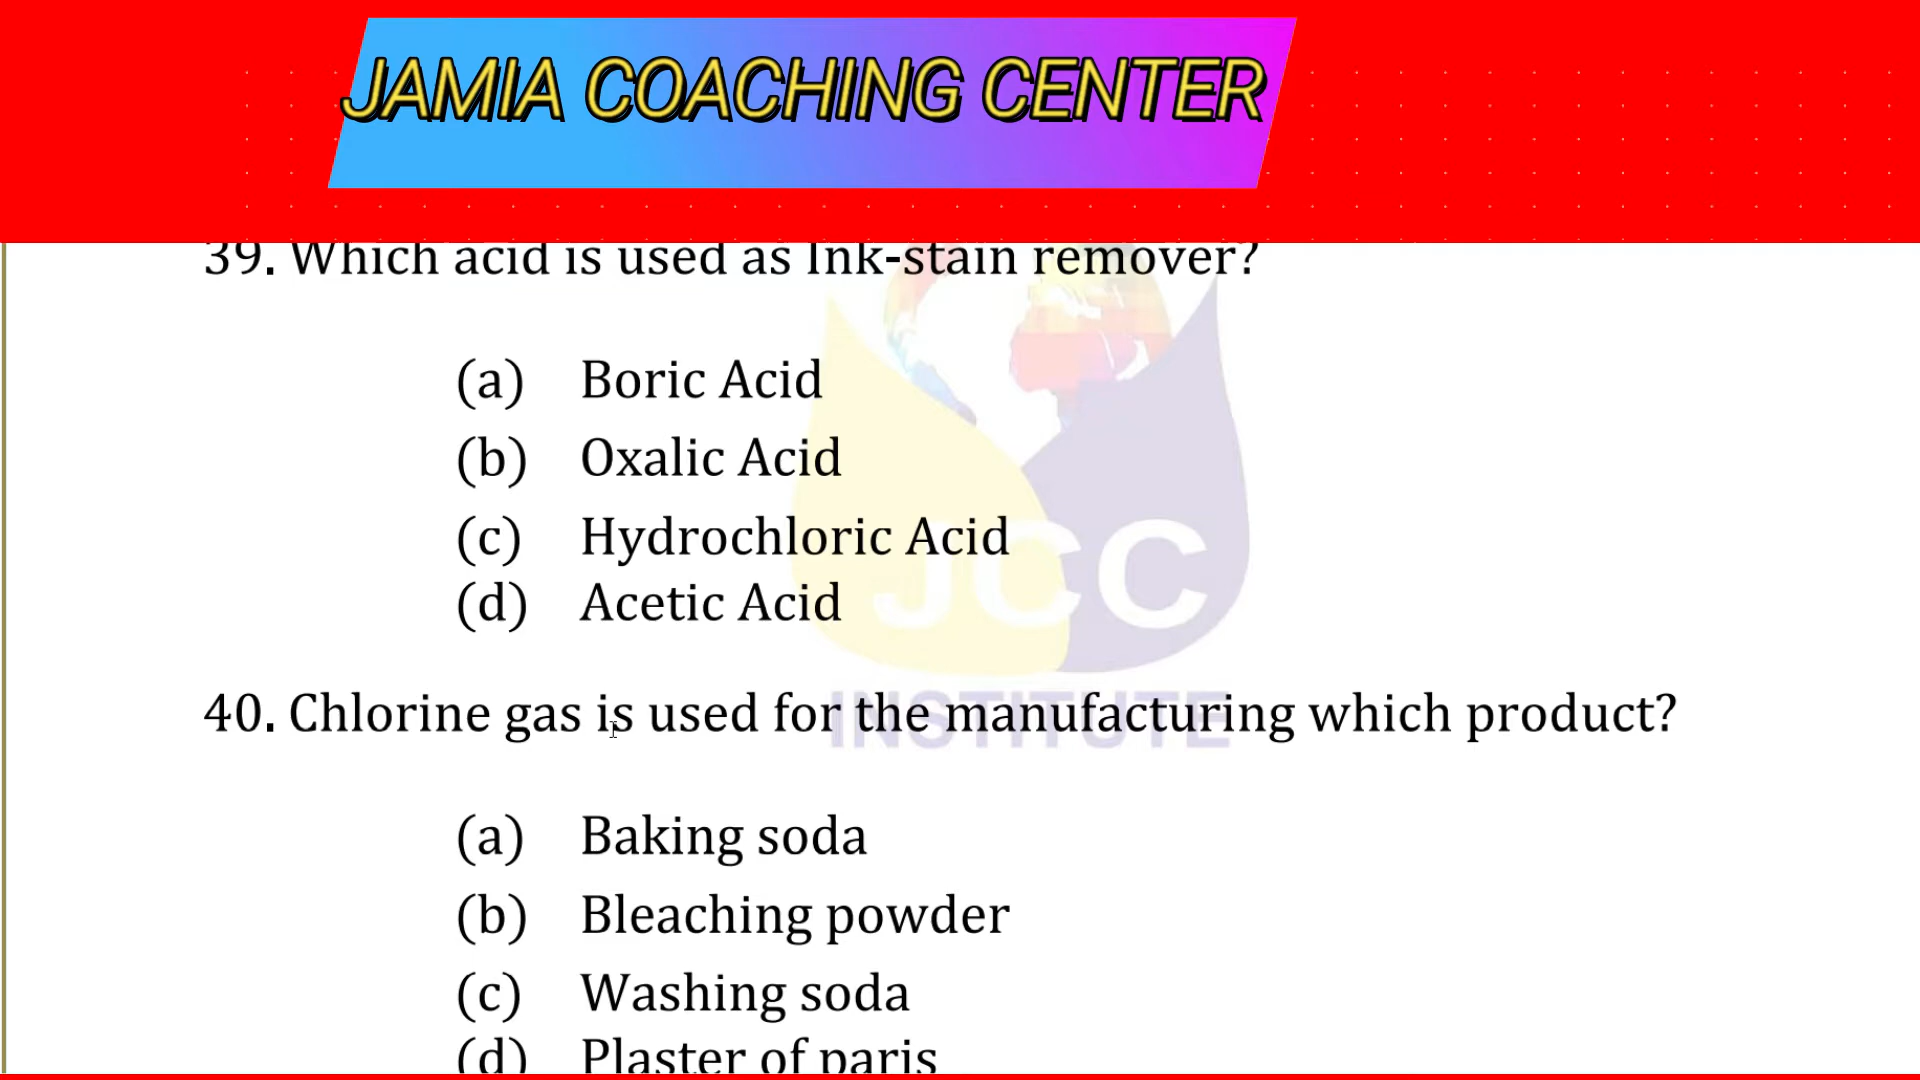 JAMIA COACHING CENTER
39. Which acid is used as Ink-stain remover?
(a) Boric Acid
(b) Oxalic Acid
(c) Hydrochloric Acid
(d) Acetic Acid
JCC
INSTITUTE
40. Chlorine gas is used for the manufacturing which product?
(a) Baking soda
(b) Bleaching powder
(c) Washing soda
(d) Plaster of paris